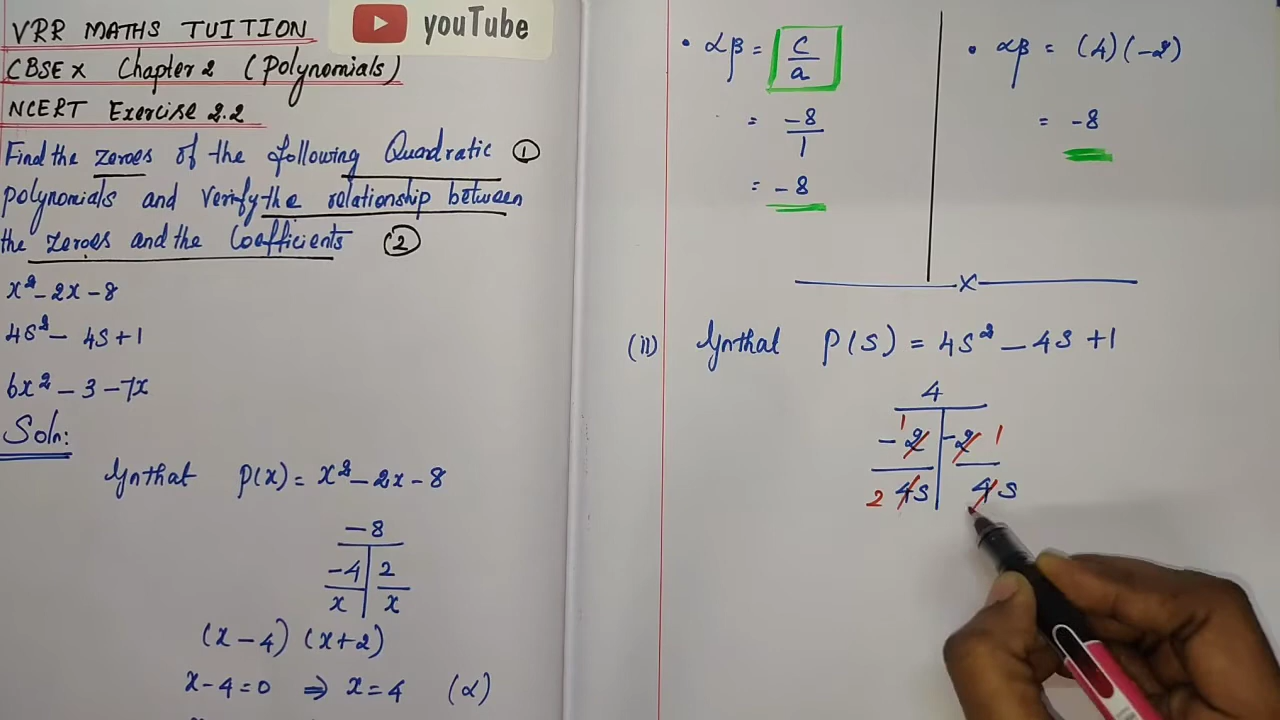 VRR MATHS TUITION
youTube
CBSE X Chapter 2 (Polynomials)
NCERT Exercise 2.2
Find the zeroes of the following Quadratic ①
polynomials and verify the relationship between
the zeroes and the Coefficients ②
x² - 2x - 8
4s² - 4s + 1
6x² - 3 - 7x
Soln:
Gn that p(x) = x² - 2x - 8
-8
-4 | 2
x | x
(x - 4) (x + 2)
x - 4 = 0 ⇒ x = 4 (α)
• αβ = c/a
= -8/1
= -8
• αβ = (4)(-2)
= -8
x
(ii) Gn that P(s) = 4s² - 4s + 1
4
1 -2 | -2 1
2 4s | 4s